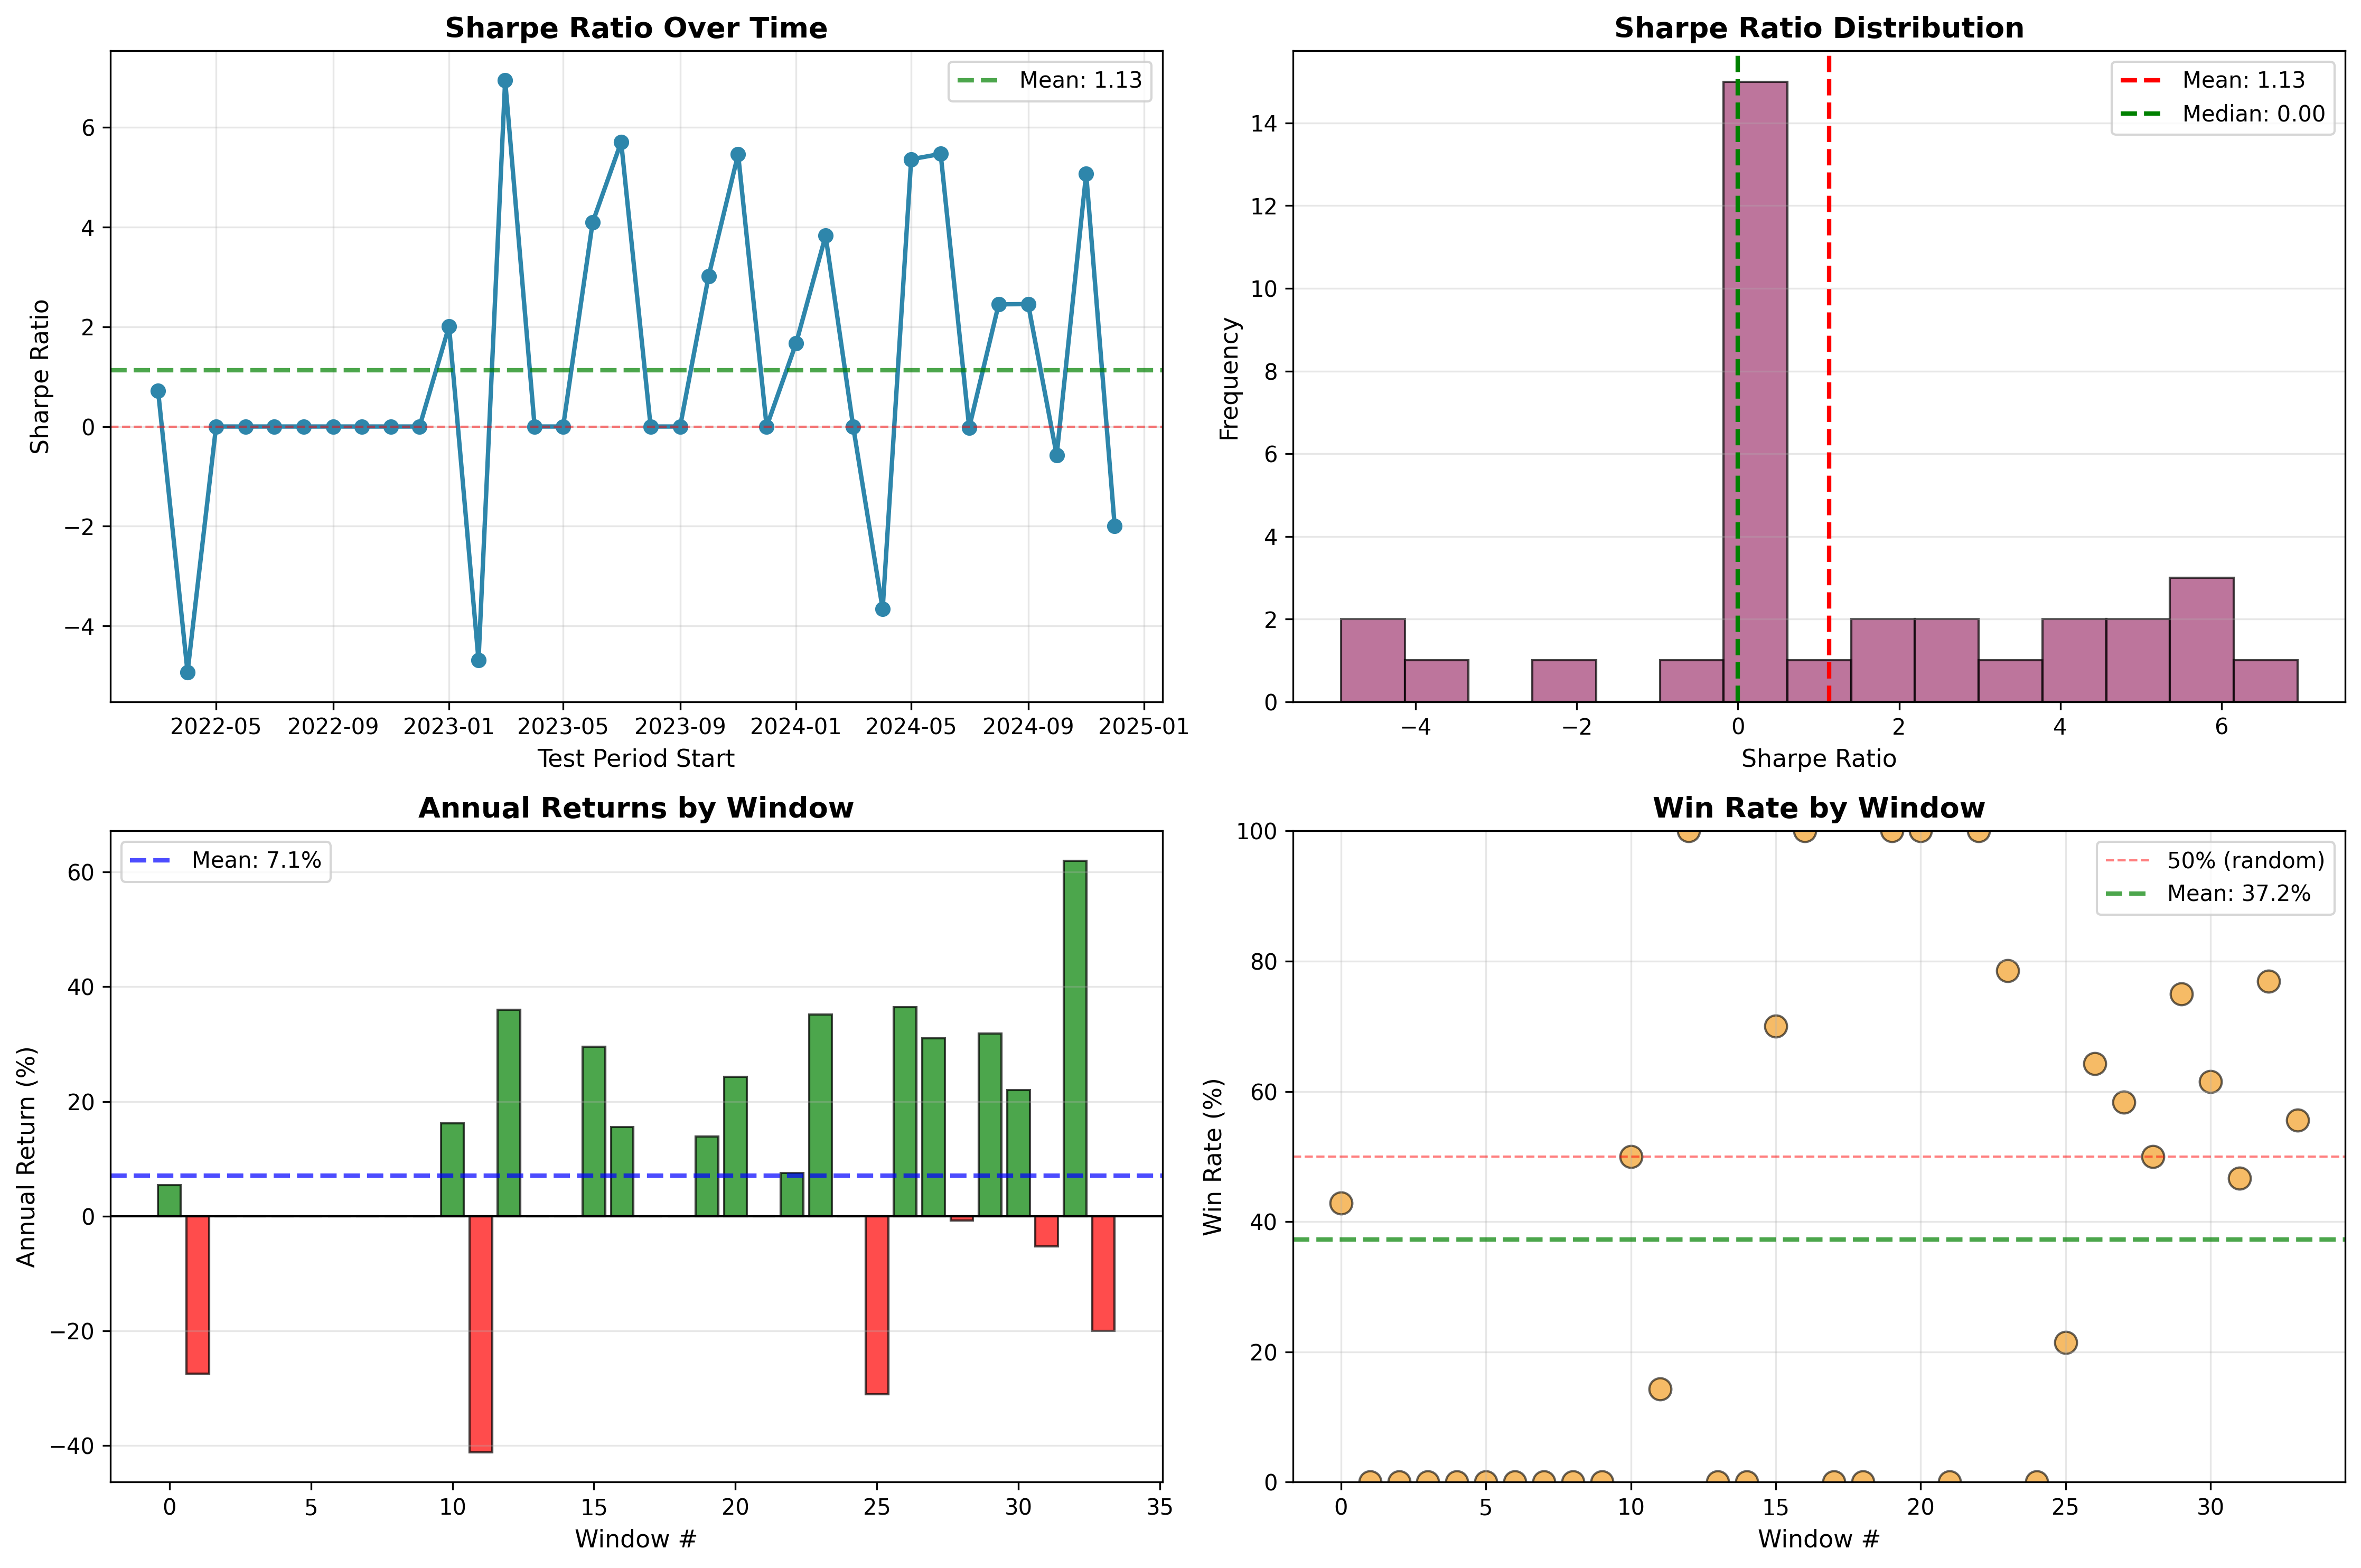 Sharpe Ratio Over Time
Sharpe Ratio
6
4
2
0
−2
−4
Mean: 1.13
2022-05 2022-09 2023-01 2023-05 2023-09 2024-01 2024-05 2024-09 2025-01
Test Period Start
Sharpe Ratio Distribution
Frequency
14
12
10
8
6
4
2
0
Mean: 1.13
Median: 0.00
−4 −2 0 2 4 6
Sharpe Ratio
Annual Returns by Window
Annual Return (%)
60
40
20
0
−20
−40
Mean: 7.1%
0 5 10 15 20 25 30 35
Window #
Win Rate by Window
Win Rate (%)
100
80
60
40
20
0
50% (random)
Mean: 37.2%
0 5 10 15 20 25 30
Window #